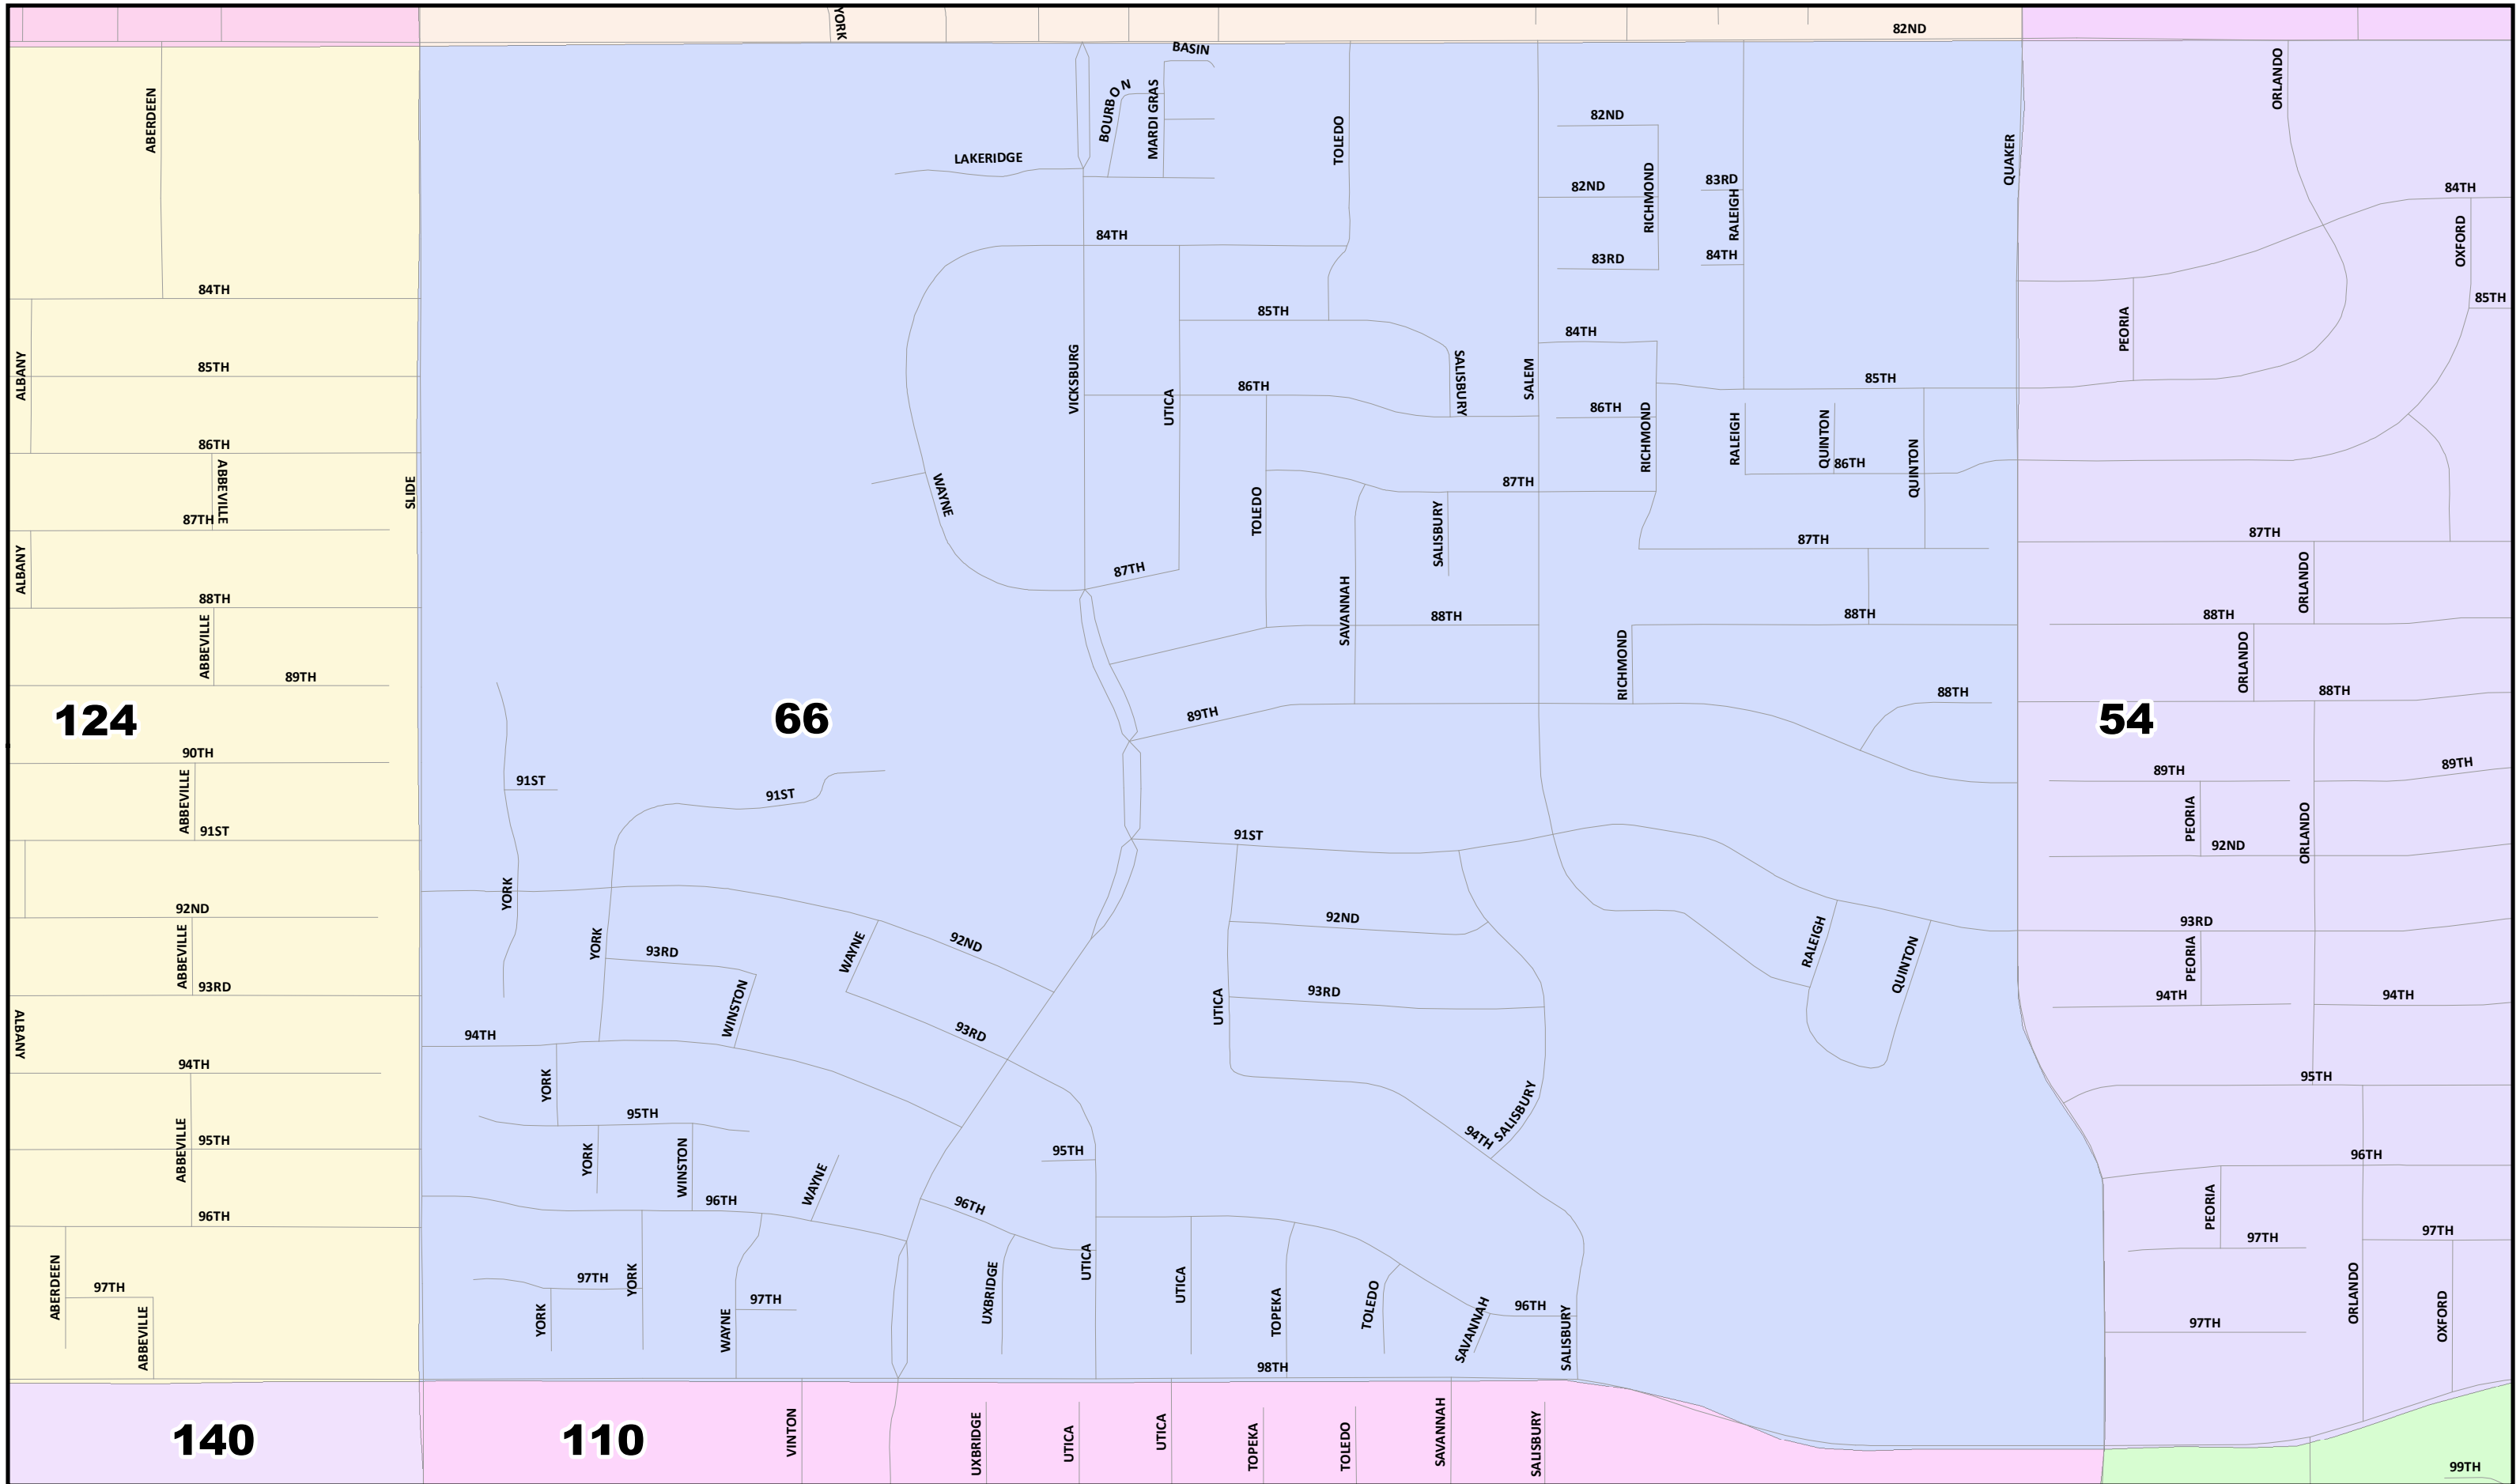 YORK
82ND
BASIN
ORLANDO
ABERDEEN
BOURBON
MARDI GRAS
TOLEDO
82ND
QUAKER
LAKERIDGE
82ND
RICHMOND
83RD
RALEIGH
84TH
OXFORD
84TH
83RD
84TH
84TH
85TH
85TH
84TH
PEORIA
ALBANY
85TH
VICKSBURG
UTICA
86TH
SALISBURY
SALEM
85TH
86TH
RICHMOND
RALEIGH
QUINTON
86TH
QUINTON
86TH
ABBEVILLE
SLIDE
WAYNE
TOLEDO
87TH
SALISBURY
87TH
87TH
87TH
ALBANY
87TH
ORLANDO
88TH
SAVANNAH
88TH
88TH
88TH
ABBEVILLE
RICHMOND
ORLANDO
89TH
88TH
88TH
124
66
89TH
54
90TH
91ST
91ST
89TH
89TH
ABBEVILLE
91ST
91ST
PEORIA
ORLANDO
92ND
YORK
92ND
92ND
93RD
ABBEVILLE
YORK
93RD
WAYNE
92ND
RALEIGH
QUINTON
PEORIA
93RD
WINSTON
UTICA
93RD
94TH
94TH
ALBANY
94TH
93RD
94TH
YORK
95TH
95TH
SALISBURY
94TH
ABBEVILLE
95TH
YORK
WINSTON
WAYNE
95TH
96TH
96TH
96TH
96TH
PEORIA
ABERDEEN
97TH
ABBEVILLE
97TH
YORK
YORK
WAYNE
97TH
UXBRIDGE
UTICA
UTICA
TOPEKA
TOLEDO
SAVANNAH
96TH
SALISBURY
97TH
97TH
97TH
ORLANDO
OXFORD
98TH
140
110
VINTON
UXBRIDGE
UTICA
UTICA
TOPEKA
TOLEDO
SAVANNAH
SALISBURY
99TH